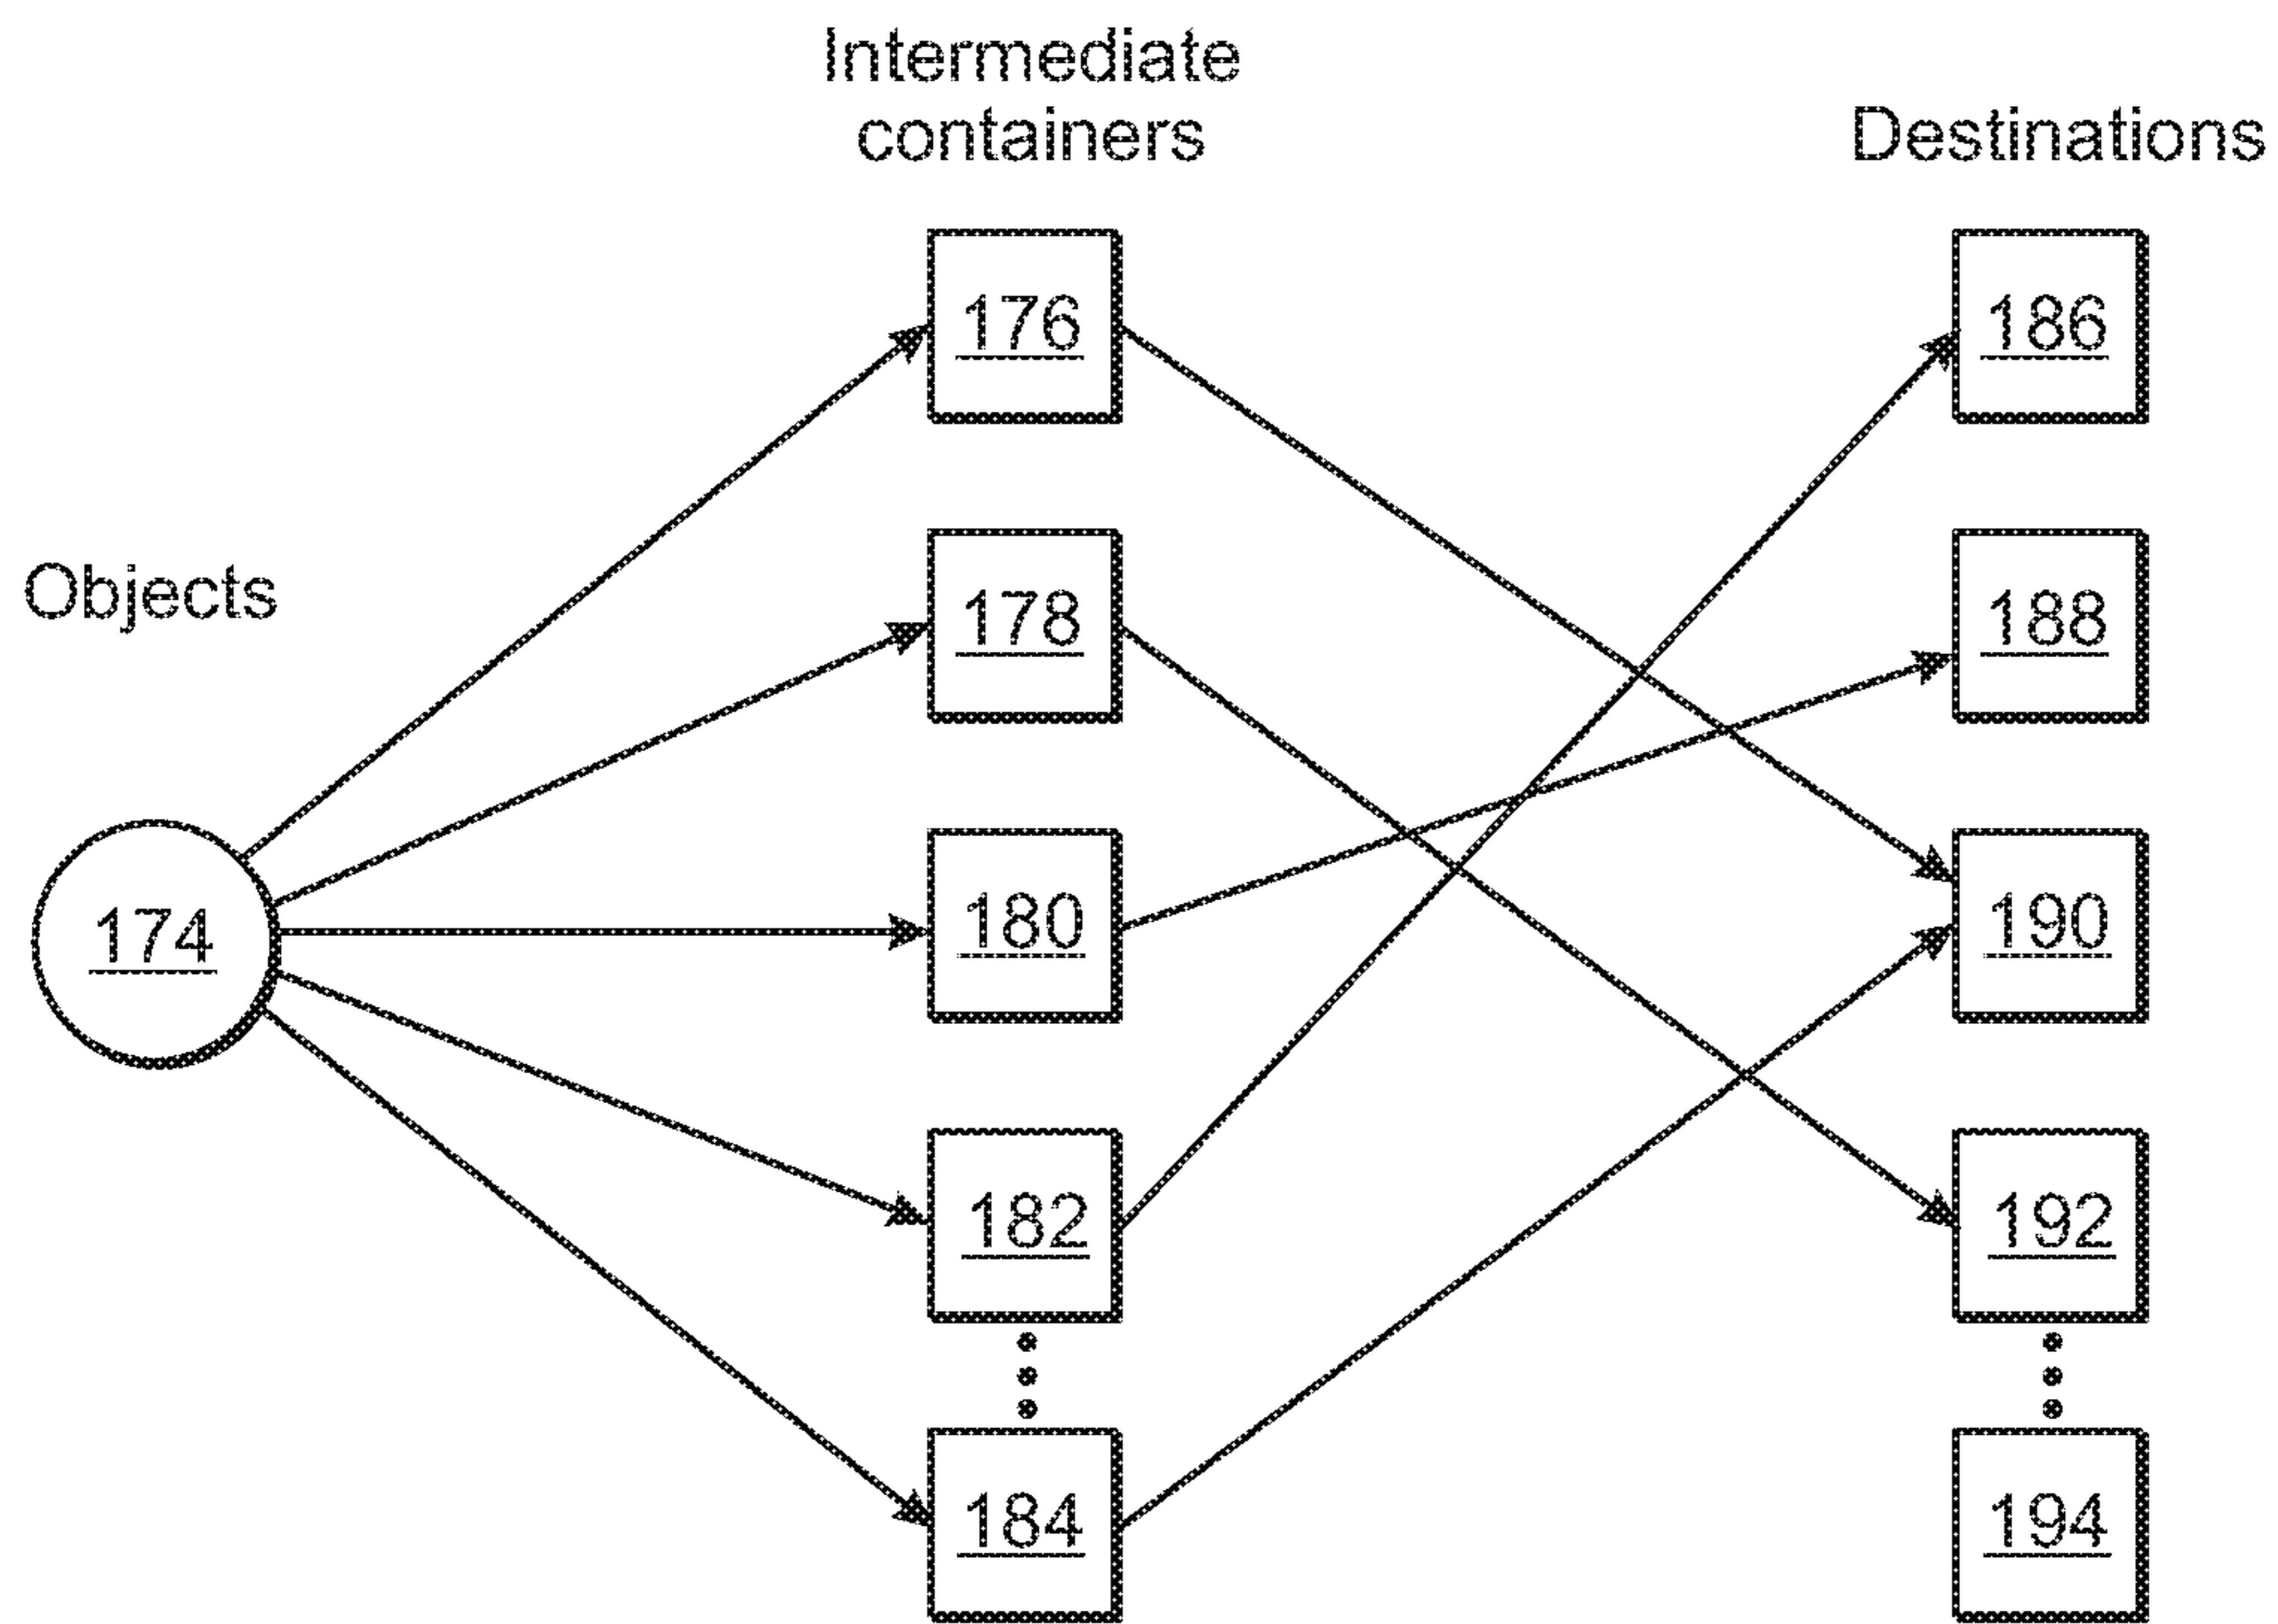 Intermediate
containers
Destinations
Objects
174
176
178
180
182
184
186
188
190
192
194